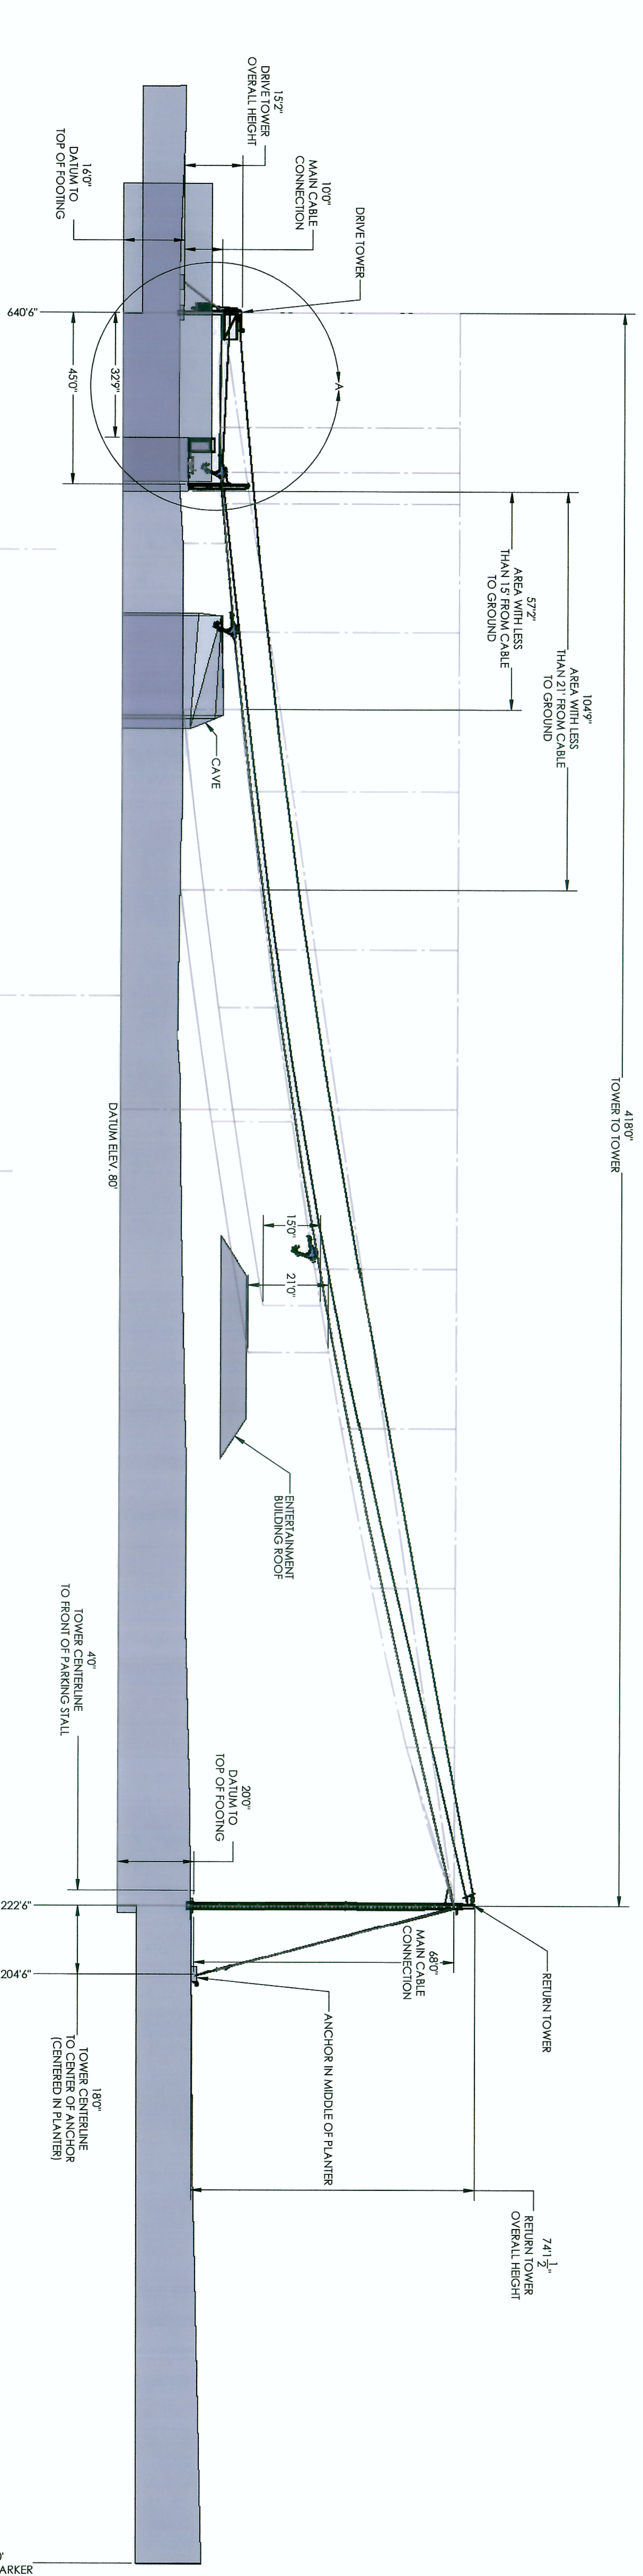 15'2"
DRIVE TOWER
OVERALL HEIGHT
10'0"
MAIN CABLE
CONNECTION
DRIVE TOWER
16'0"
DATUM TO
TOP OF FOOTING
640'6"
45'0"
32'9"
A
57'2"
AREA WITH LESS
THAN 15' FROM CABLE
TO GROUND
104'9"
AREA WITH LESS
THAN 21' FROM CABLE
TO GROUND
CAVE
418'0"
TOWER TO TOWER
DATUM ELEV. 80'
15'0"
21'0"
ENTERTAINMENT
BUILDING ROOF
4'0"
TOWER CENTERLINE
TO FRONT OF PARKING STALL
20'0"
DATUM TO
TOP OF FOOTNG
222'6"
204'6"
68'0"
MAIN CABLE
CONNECTION
RETURN TOWER
ANCHOR IN MIDDLE OF PLANTER
18'0"
TOWER CENTERLINE
TO CENTER OF ANCHOR
(CENTERED IN PLANTER)
74'1 1/2"
RETURN TOWER
OVERALL HEIGHT
ARKER